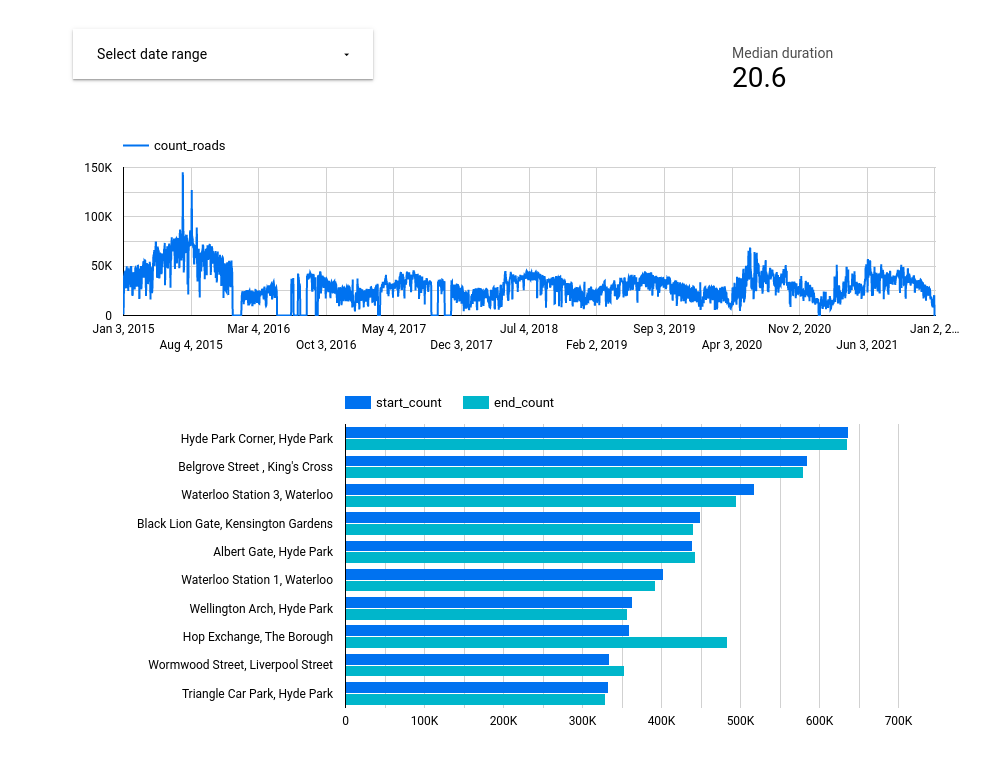 Select date range
Median duration
20.6
count_roads
150K
100K
50K
0
Jan 3, 2015
Mar 4, 2016
May 4, 2017
Jul 4, 2018
Sep 3, 2019
Nov 2, 2020
Jan 2, 2...
Aug 4, 2015
Oct 3, 2016
Dec 3, 2017
Feb 2, 2019
Apr 3, 2020
Jun 3, 2021
start_count end_count
Hyde Park Corner, Hyde Park
Belgrove Street , King's Cross
Waterloo Station 3, Waterloo
Black Lion Gate, Kensington Gardens
Albert Gate, Hyde Park
Waterloo Station 1, Waterloo
Wellington Arch, Hyde Park
Hop Exchange, The Borough
Wormwood Street, Liverpool Street
Triangle Car Park, Hyde Park
0 100K 200K 300K 400K 500K 600K 700K